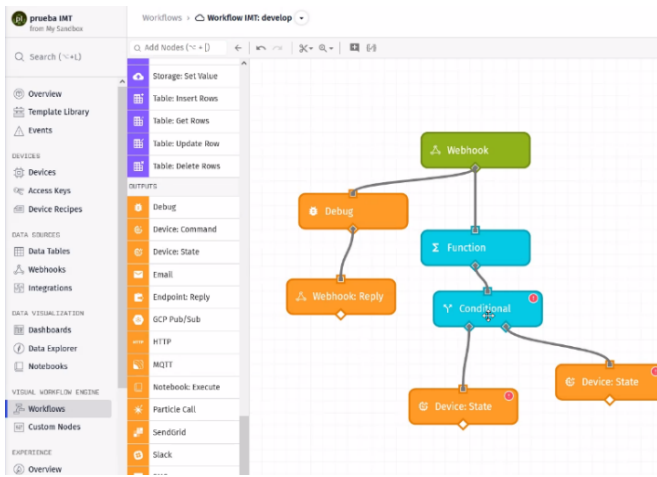 prueba IMT
from My Sandbox
Workflows
Workflow IMT: develop
Search (⌥+L)
Add Nodes (⌥ + [)
Overview
Template Library
Events
DEVICES
Devices
Access Keys
Device Recipes
DATA SOURCES
Data Tables
Webhooks
Integrations
DATA VISUALIZATION
Dashboards
Data Explorer
Notebooks
VISUAL WORKFLOW ENGINE
Workflows
Custom Nodes
EXPERIENCE
Overview
Storage: Set Value
Table: Insert Rows
Table: Get Rows
Table: Update Row
Table: Delete Rows
OUTPUTS
Debug
Device: Command
Device: State
Email
Endpoint: Reply
GCP Pub/Sub
HTTP
MQTT
Notebook: Execute
Particle Call
SendGrid
Slack
Webhook
Debug
Function
Webhook: Reply
Conditional
Device: State
Device: State